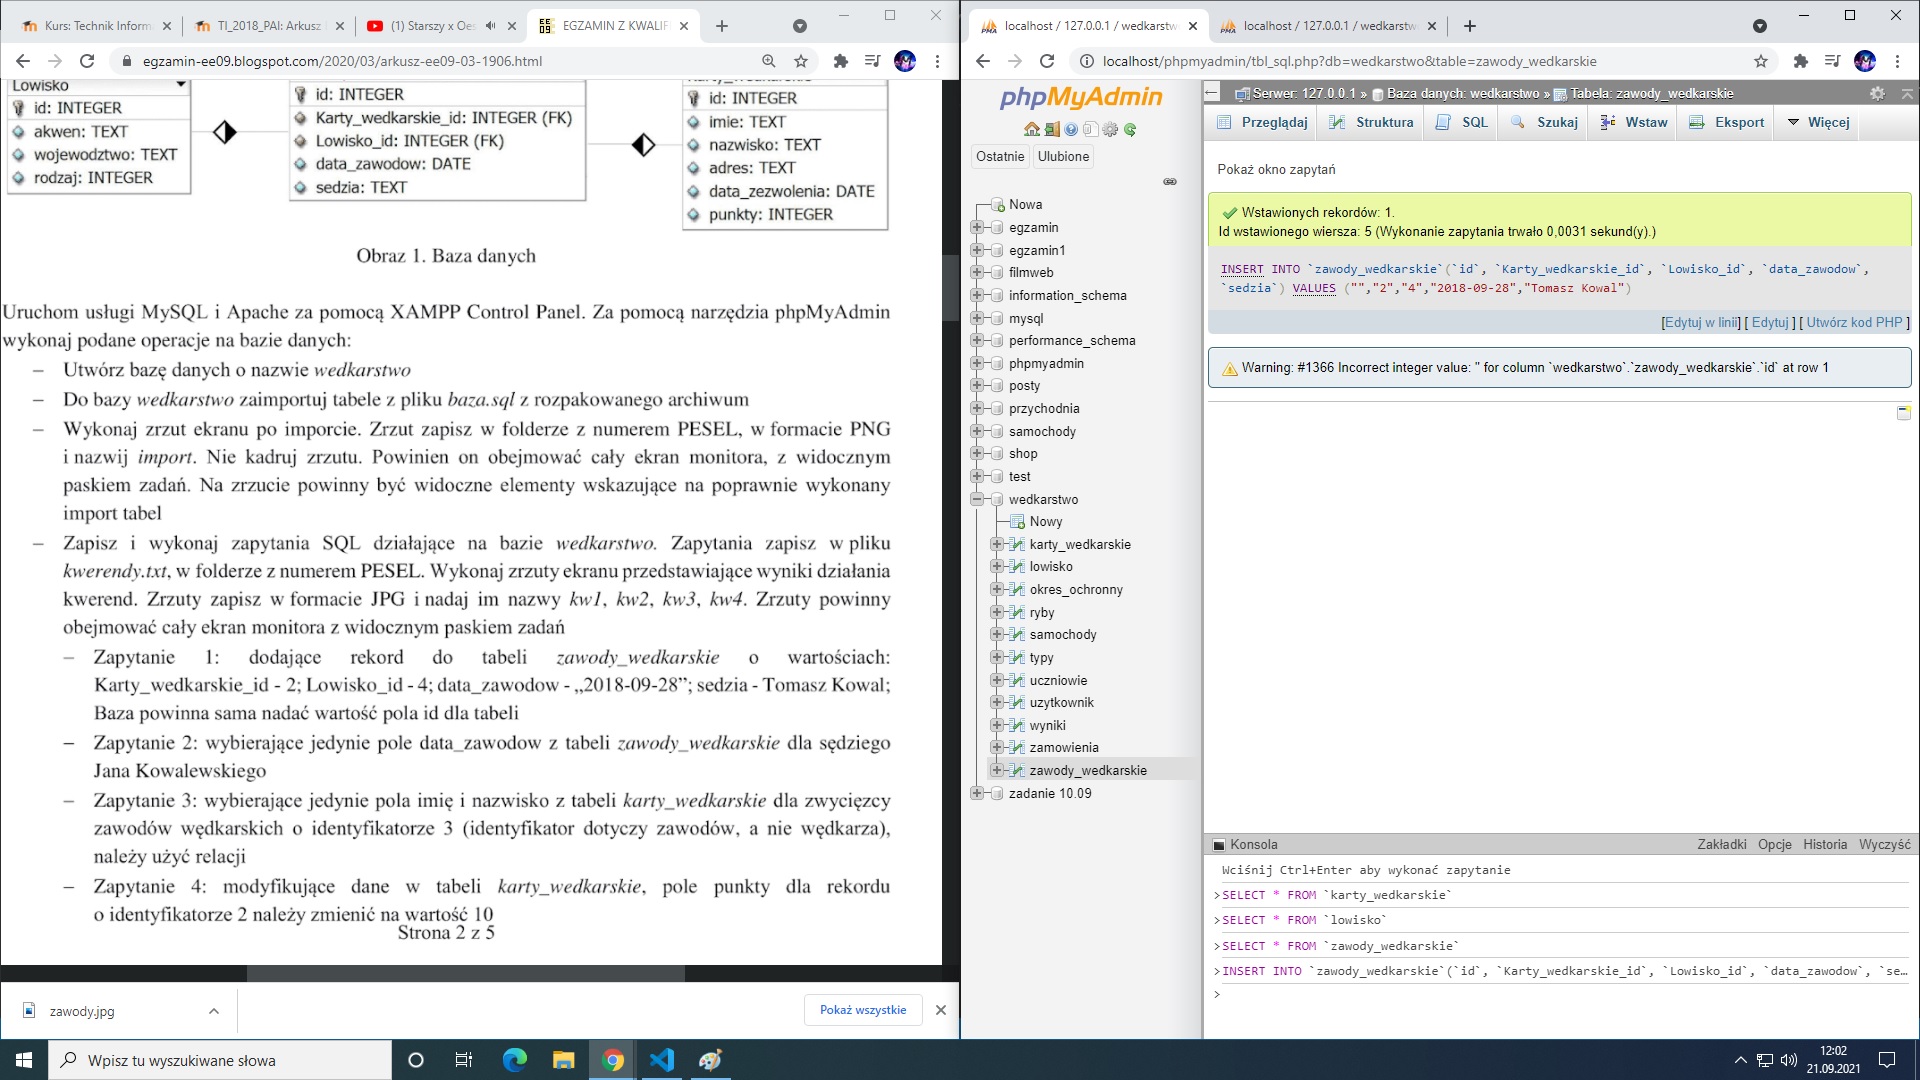 Kurs: Technik Inform
TI_2018_PAI: Arkusz
(1) Starszy x Oes
EGZAMIN Z KWALIF
egzamin-ee09.blogspot.com/2020/03/arkusz-ee09-03-1906.html
Lowisko
id: INTEGER
akwen: TEXT
wojewodztwo: TEXT
rodzaj: INTEGER
id: INTEGER
Karty_wedkarskie_id: INTEGER (FK)
Lowisko_id: INTEGER (FK)
data_zawodow: DATE
sedzia: TEXT
id: INTEGER
imie: TEXT
nazwisko: TEXT
adres: TEXT
data_zezwolenia: DATE
punkty: INTEGER
Obraz 1. Baza danych
Uruchom usługi MySQL i Apache za pomocą XAMPP Control Panel. Za pomocą narzędzia phpMyAdmin
wykonaj podane operacje na bazie danych:
– Utwórz bazę danych o nazwie wedkarstwo
– Do bazy wedkarstwo zaimportuj tabele z pliku baza.sql z rozpakowanego archiwum
– Wykonaj zrzut ekranu po imporcie. Zrzut zapisz w folderze z numerem PESEL, w formacie PNG
i nazwij import. Nie kadruj zrzutu. Powinien on obejmować cały ekran monitora, z widocznym
paskiem zadań. Na zrzucie powinny być widoczne elementy wskazujące na poprawnie wykonany
import tabel
– Zapisz i wykonaj zapytania SQL działające na bazie wedkarstwo. Zapytania zapisz w pliku
kwerendy.txt, w folderze z numerem PESEL. Wykonaj zrzuty ekranu przedstawiające wyniki działania
kwerend. Zrzuty zapisz w formacie JPG i nadaj im nazwy kw1, kw2, kw3, kw4. Zrzuty powinny
obejmować cały ekran monitora z widocznym paskiem zadań
– Zapytanie 1: dodające rekord do tabeli zawody_wedkarskie o wartościach:
Karty_wedkarskie_id - 2; Lowisko_id - 4; data_zawodow - „2018-09-28”; sedzia - Tomasz Kowal;
Baza powinna sama nadać wartość pola id dla tabeli
– Zapytanie 2: wybierające jedynie pole data_zawodow z tabeli zawody_wedkarskie dla sędziego
Jana Kowalewskiego
– Zapytanie 3: wybierające jedynie pola imię i nazwisko z tabeli karty_wedkarskie dla zwycięzcy
zawodów wędkarskich o identyfikatorze 3 (identyfikator dotyczy zawodów, a nie wędkarza),
należy użyć relacji
– Zapytanie 4: modyfikujące dane w tabeli karty_wedkarskie, pole punkty dla rekordu
o identyfikatorze 2 należy zmienić na wartość 10
Strona 2 z 5
zawody.jpg
Pokaż wszystkie
localhost / 127.0.0.1 / wedkarstw
localhost / 127.0.0.1 / wedkarstw
localhost/phpmyadmin/tbl_sql.php?db=wedkarstwo&table=zawody_wedkarskie
phpMyAdmin
Ostatnie Ulubione
Nowa
egzamin
egzamin1
filmweb
information_schema
mysql
performance_schema
phpmyadmin
posty
przychodnia
samochody
shop
test
wedkarstwo
Nowy
karty_wedkarskie
lowisko
okres_ochronny
ryby
samochody
typy
uczniowie
uzytkownik
wyniki
zamowienia
zawody_wedkarskie
zadanie 10.09
Serwer: 127.0.0.1 » Baza danych: wedkarstwo » Tabela: zawody_wedkarskie
Przeglądaj Struktura SQL Szukaj Wstaw Eksport Więcej
Pokaż okno zapytań
Wstawionych rekordów: 1.
Id wstawionego wiersza: 5 (Wykonanie zapytania trwało 0,0031 sekund(y).)
INSERT INTO `zawody_wedkarskie`(`id`, `Karty_wedkarskie_id`, `Lowisko_id`, `data_zawodow`,
`sedzia`) VALUES ("","2","4","2018-09-28","Tomasz Kowal")
[Edytuj w linii] [ Edytuj ] [ Utwórz kod PHP ]
Warning: #1366 Incorrect integer value: '' for column `wedkarstwo`.`zawody_wedkarskie`.`id` at row 1
Konsola
Zakładki Opcje Historia Wyczyść
Wciśnij Ctrl+Enter aby wykonać zapytanie
>SELECT * FROM `karty_wedkarskie`
>SELECT * FROM `lowisko`
>SELECT * FROM `zawody_wedkarskie`
>INSERT INTO `zawody_wedkarskie`(`id`, `Karty_wedkarskie_id`, `Lowisko_id`, `data_zawodow`, `se…
>
Wpisz tu wyszukiwane słowa
12:02
21.09.2021